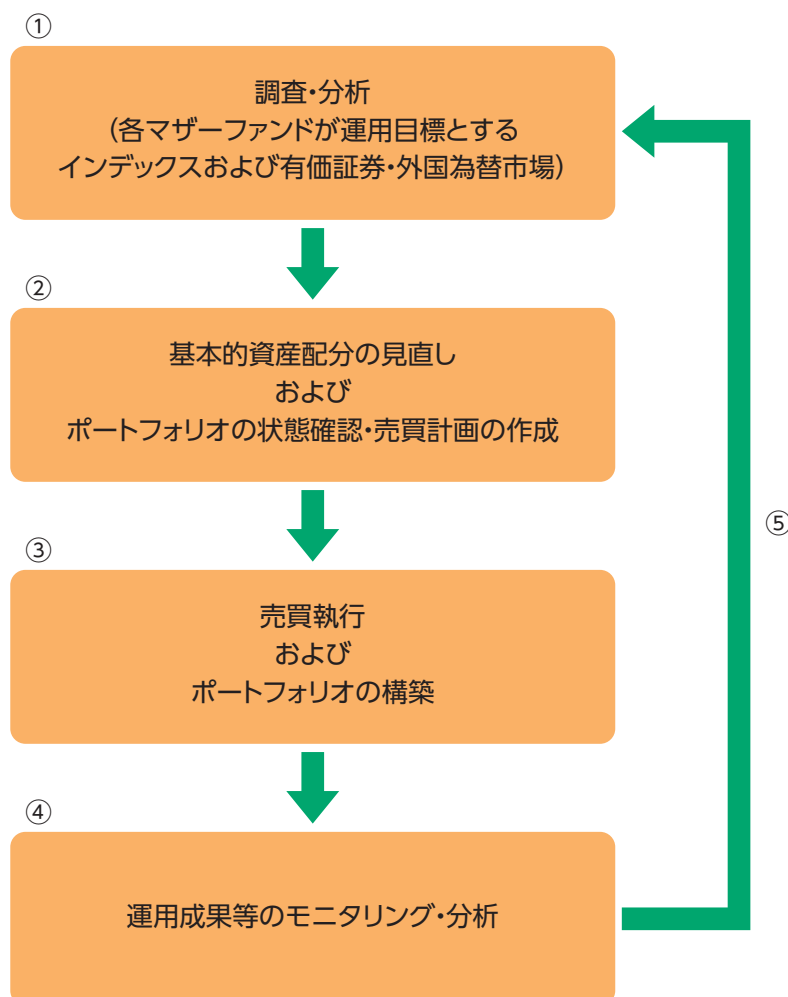 ①
調査・分析
(各マザーファンドが運用目標とする
インデックスおよび有価証券・外国為替市場)
②
基本的資産配分の見直し
および
ポートフォリオの状態確認・売買計画の作成
⑤
③
売買執行
および
ポートフォリオの構築
④
運用成果等のモニタリング・分析